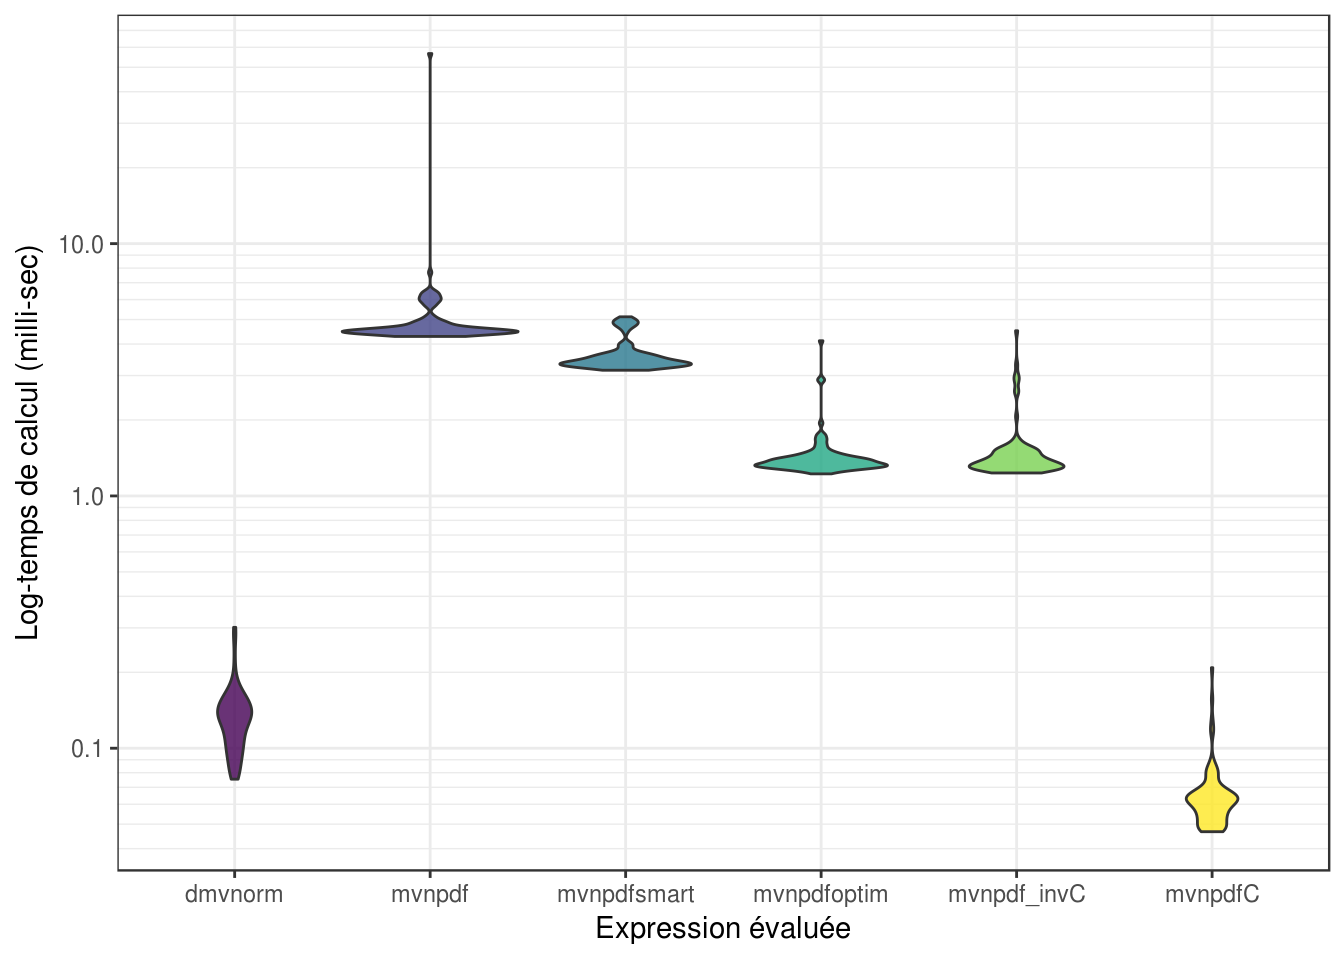 Log-temps de calcul (milli-sec)
10.0
1.0
0.1
dmvnorm mvnpdf mvnpdfsmart mvnpdfoptim mvnpdf_invC mvnpdfC
Expression évaluée